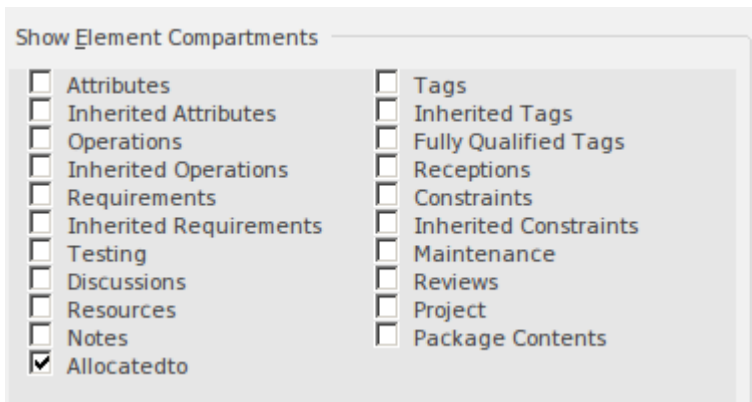 Show Element Compartments
Attributes
Inherited Attributes
Operations
Inherited Operations
Requirements
Inherited Requirements
Testing
Discussions
Resources
Notes
Allocatedto
Tags
Inherited Tags
Fully Qualified Tags
Receptions
Constraints
Inherited Constraints
Maintenance
Reviews
Project
Package Contents